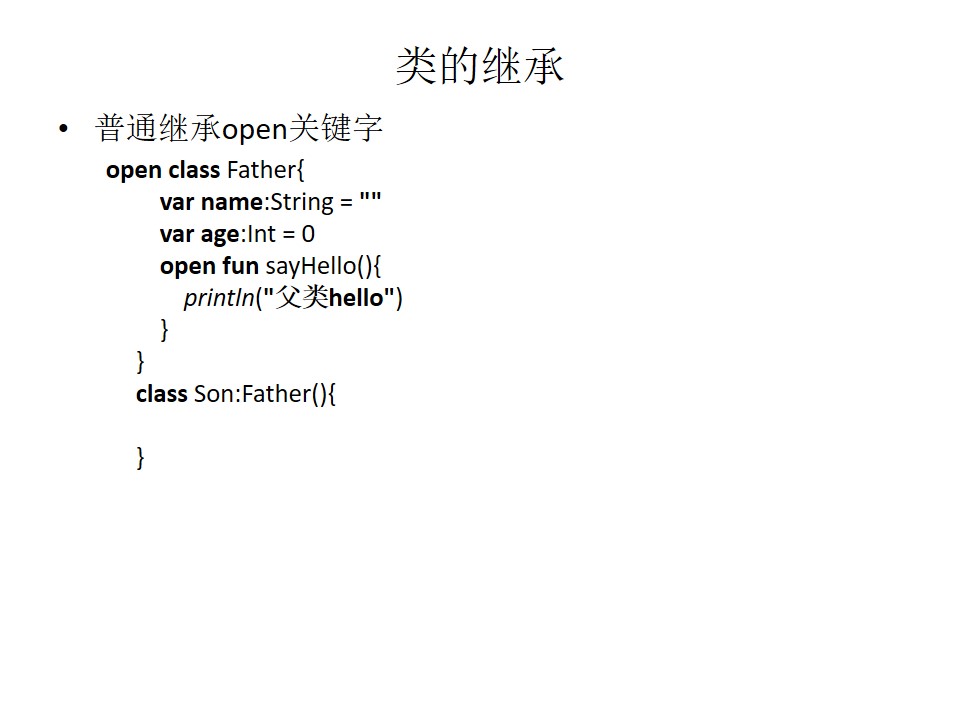 类的继承
• 普通继承open关键字
open class Father{
var name:String = ""
var age:Int = 0
open fun sayHello(){
println("父类hello")
}
}
class Son:Father(){
}